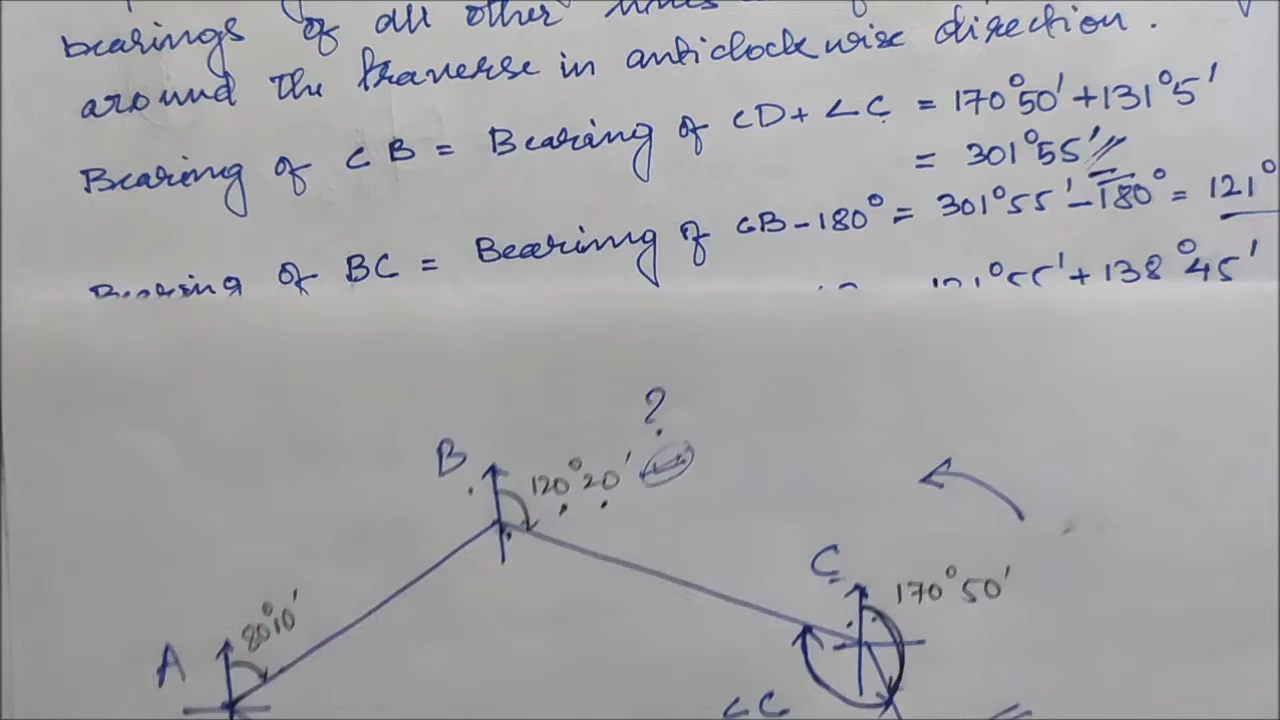 bearings of all other lines
around the traverse in anticlockwise direction.
Bearing of CB = Bearing of CD + ∠C = 170°50' + 131°5'
= 301°55'
Bearing of BC = Bearing of CB - 180° = 301°55' - 180° = 121°
121°55' + 138°45'
?
B
120°20'
C
170°50'
80°10'
A
∠C